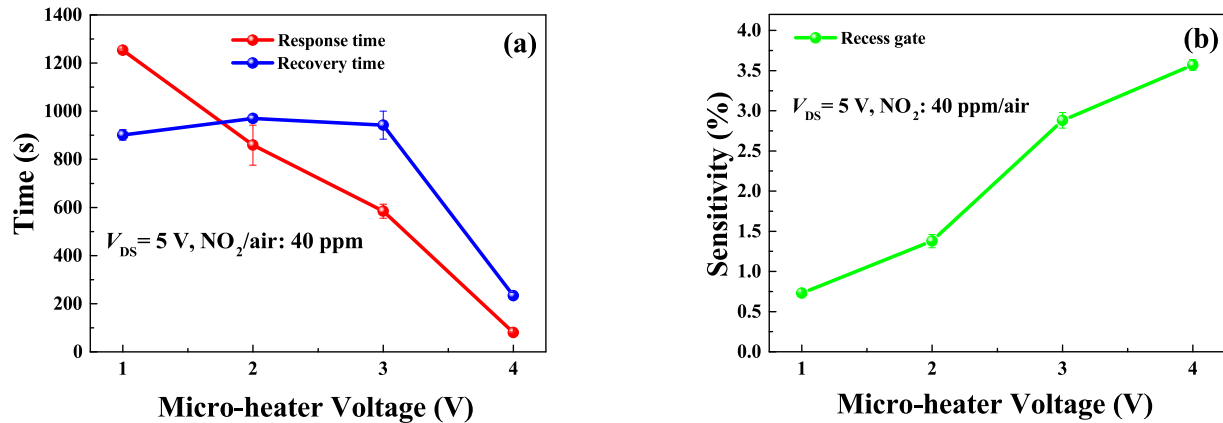 (a)
Response time
Recovery time
V_DS = 5 V, NO₂/air: 40 ppm
1400
1200
1000
800
600
400
200
0
Time (s)
1 2 3 4
Micro-heater Voltage (V)
(b)
Recess gate
V_DS = 5 V, NO₂: 40 ppm/air
4.0
3.5
3.0
2.5
2.0
1.5
1.0
0.5
0.0
Sensitivity (%)
1 2 3 4
Micro-heater Voltage (V)